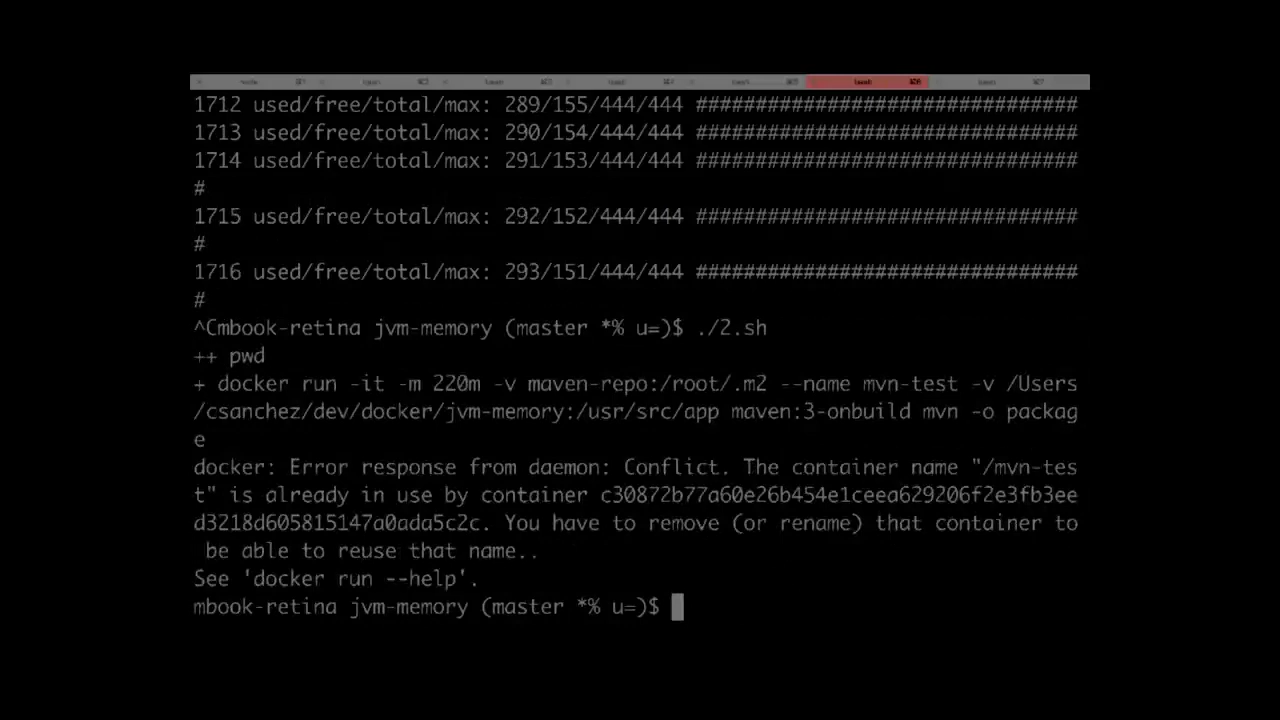 1712 used/free/total/max: 289/155/444/444 ################################
1713 used/free/total/max: 290/154/444/444 ################################
1714 used/free/total/max: 291/153/444/444 ################################
#
1715 used/free/total/max: 292/152/444/444 ################################
#
1716 used/free/total/max: 293/151/444/444 ################################
#
^Cmbook-retina jvm-memory (master *% u=)$ ./2.sh
++ pwd
+ docker run -it -m 220m -v maven-repo:/root/.m2 --name mvn-test -v /Users
/csanchez/dev/docker/jvm-memory:/usr/src/app maven:3-onbuild mvn -o packag
e
docker: Error response from daemon: Conflict. The container name "/mvn-tes
t" is already in use by container c30872b77a60e26b454e1ceea629206f2e3fb3ee
d3218d605815147a0ada5c2c. You have to remove (or rename) that container to
be able to reuse that name..
See 'docker run --help'.
mbook-retina jvm-memory (master *% u=)$